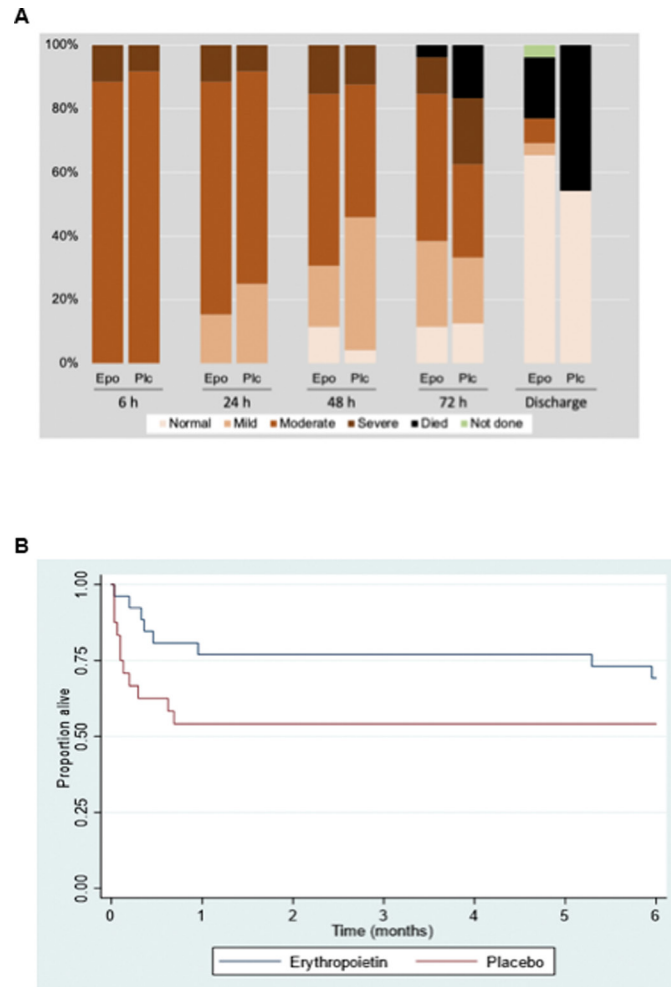 A
100%
80%
60%
40%
20%
0%
Epo Plc Epo Plc Epo Plc Epo Plc Epo Plc
6 h 24 h 48 h 72 h Discharge
Normal Mild Moderate Severe Died Not done
B
Proportion alive
1.00
0.75
0.50
0.25
0.00
0 1 2 3 4 5 6
Time (months)
Erythropoietin Placebo